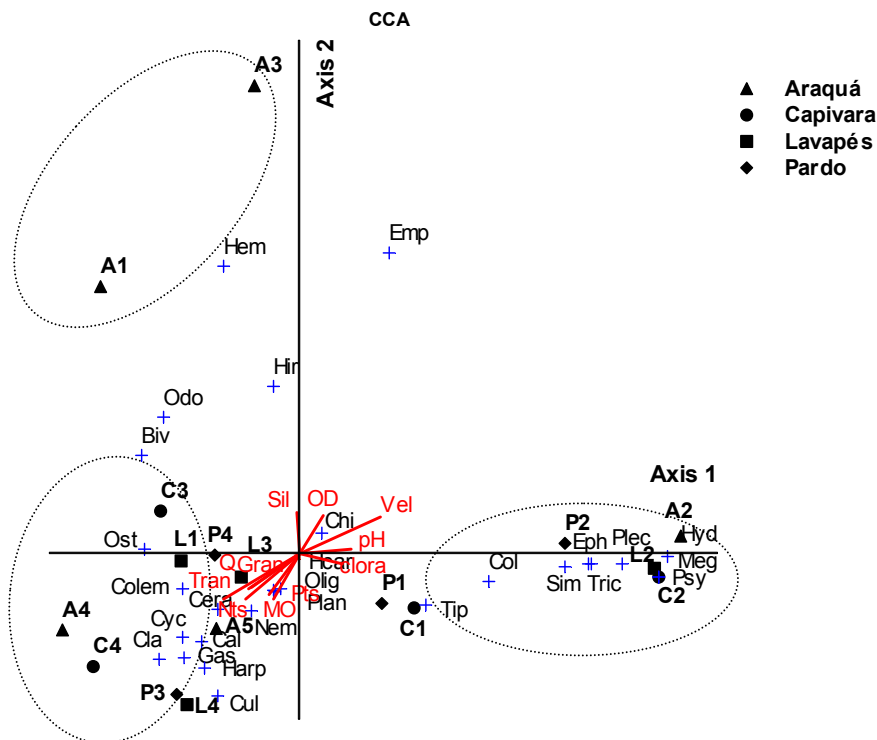 CCA
Axis 2
A3
Araquá
Capivara
Lavapés
Pardo
Emp
Hem
A1
Hir
Odo
Biv
Axis 1
C3
Sil OD Vel
A2
Ost L1 P4 L3 Chi
P2 Eph Plec L2 Hyd
pH
QGran Hcar clora
Meg
Colem Tran Olig
Col Sim Tric Psy
Cera Nts MO Pts Plan P1
C2
A4 Cyc A5 Nem C1 Tip
Cla Cal
C4 Gas
Harp
P3 L4 Cul